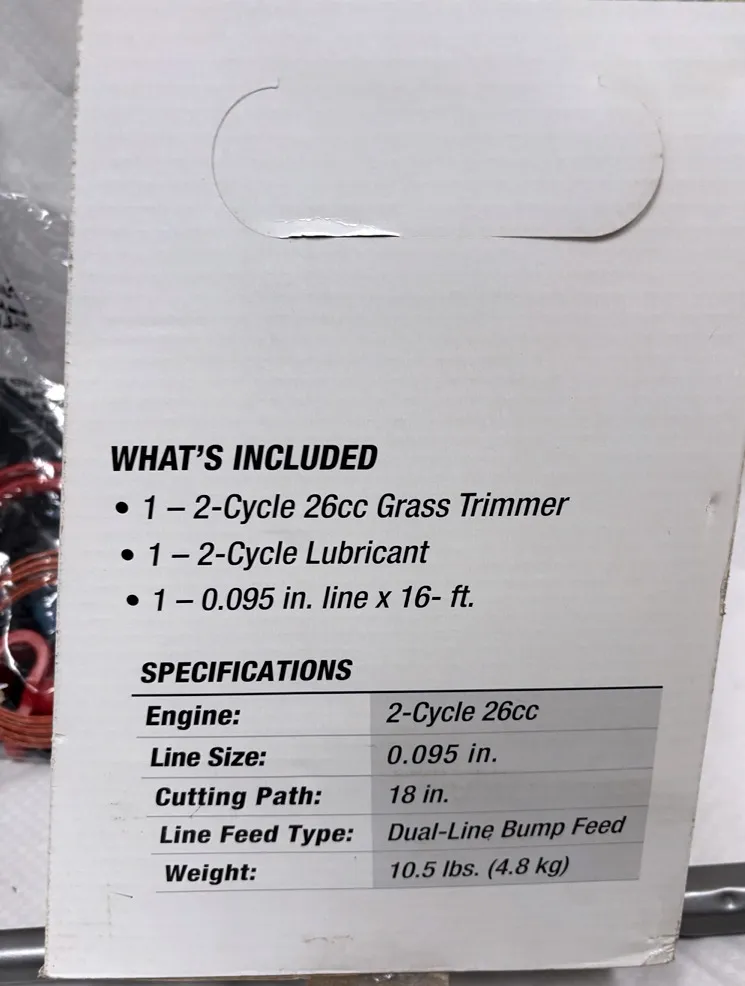 WHAT'S INCLUDED
• 1 – 2-Cycle 26cc Grass Trimmer
• 1 – 2-Cycle Lubricant
• 1 – 0.095 in. line x 16- ft.
SPECIFICATIONS
Engine: 2-Cycle 26cc
Line Size: 0.095 in.
Cutting Path: 18 in.
Line Feed Type: Dual-Line Bump Feed
Weight: 10.5 lbs. (4.8 kg)